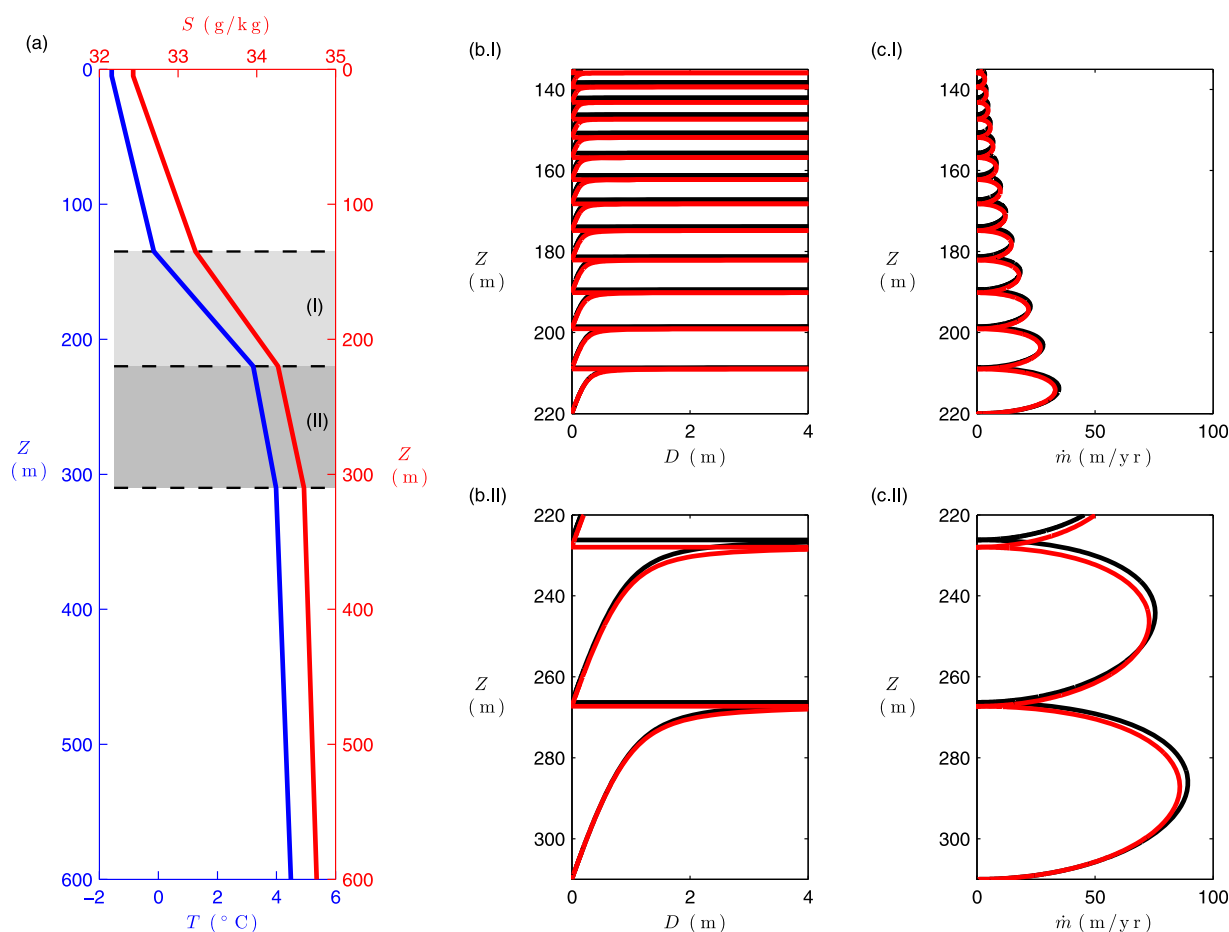 (a)
S (g/kg)
32 33 34 35
0 0
100 100
200 200
300 300
400 400
500 500
600 600
Z
(m)
Z
(m)
(I)
(II)
−2 0 2 4 6
T (°C)
(b.I)
140
160
180
200
220
Z
(m)
0 2 4
D (m)
(c.I)
140
160
180
200
220
Z
(m)
0 50 100
ṁ (m/yr)
(b.II)
220
240
260
280
300
Z
(m)
0 2 4
D (m)
(c.II)
220
240
260
280
300
Z
(m)
0 50 100
ṁ (m/yr)